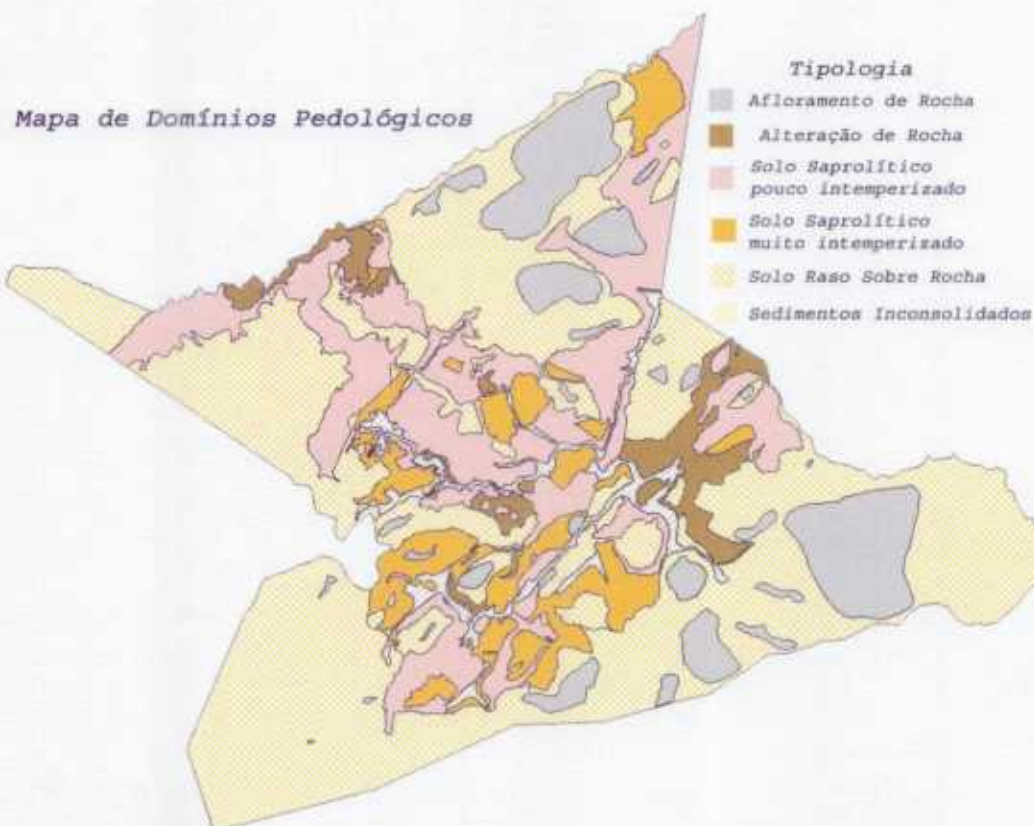 Mapa de Domínios Pedológicos
Tipologia
Afloramento de Rocha
Alteração de Rocha
Solo Saprolítico
pouco intemperizado
Solo Saprolítico
muito intemperizado
Solo Raso Sobre Rocha
Sedimentos Inconsolidados